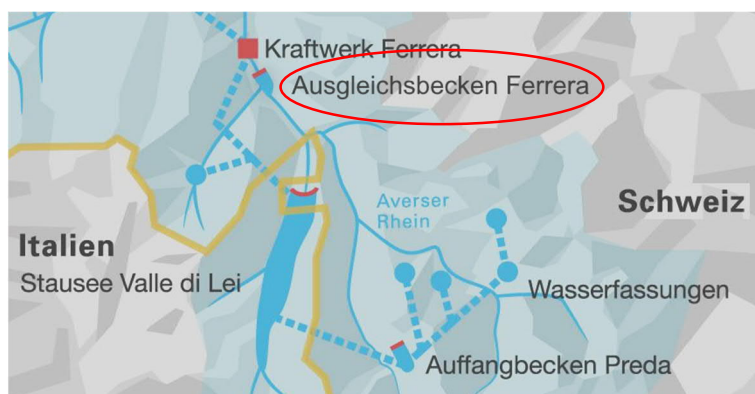 Kraftwerk Ferrera
Ausgleichsbecken Ferrera
Averser
Rhein
Schweiz
Italien
Stausee Valle di Lei
Wasserfassungen
Auffangbecken Preda